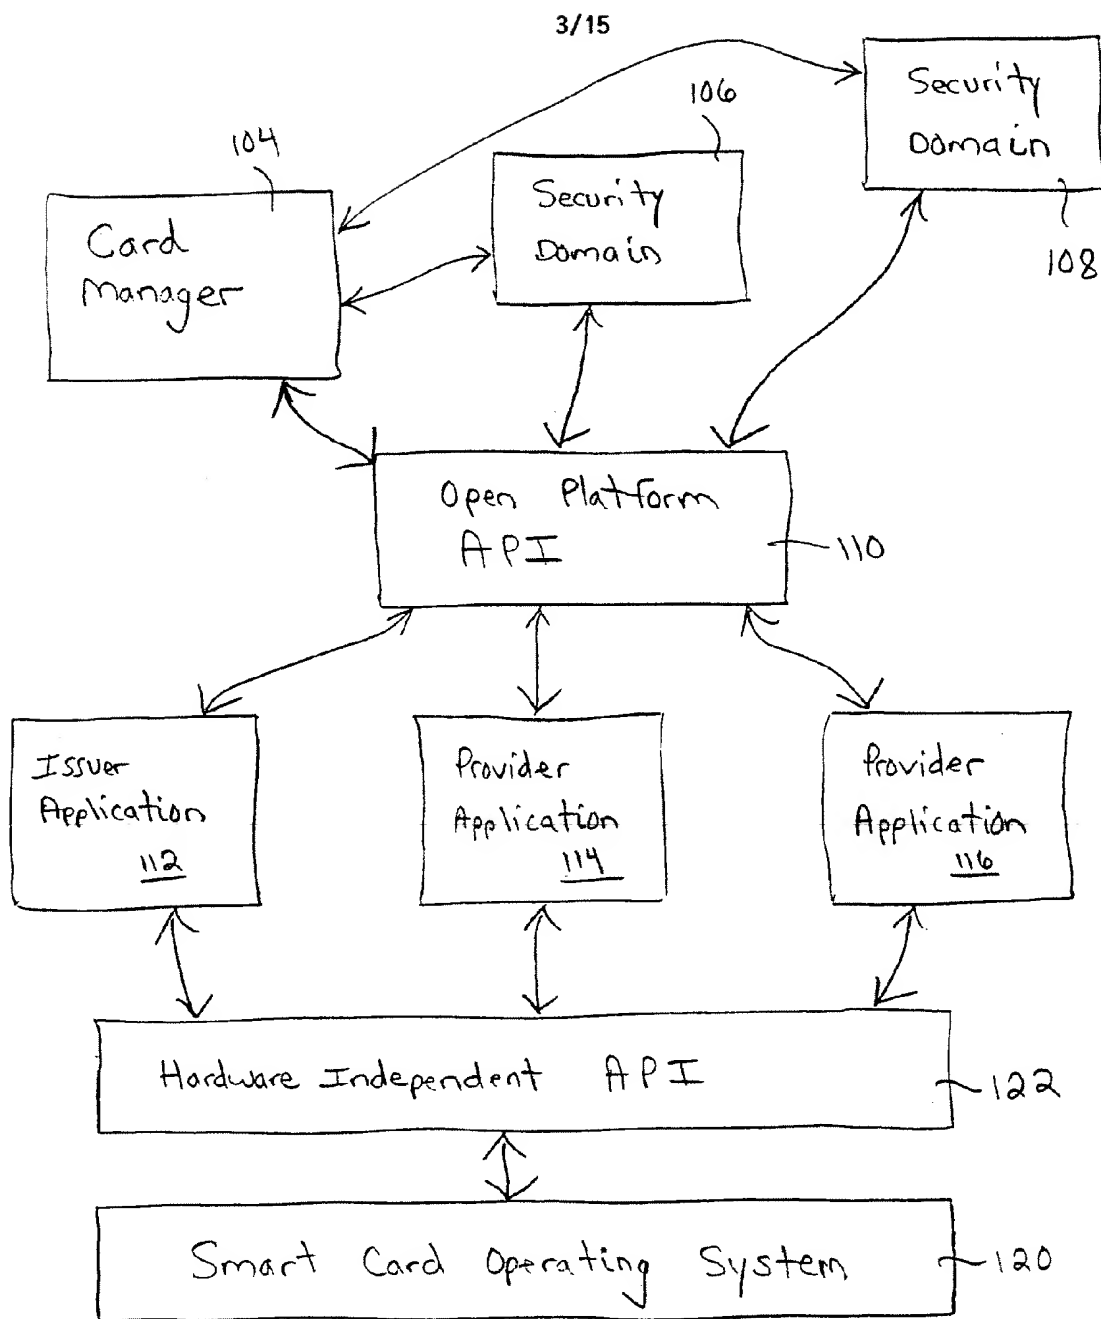 3/15
Security
Domain
108
106
Security
Domain
104
Card
Manager
Open Platform
API
110
Issuer
Application
112
Provider
Application
114
Provider
Application
116
Hardware Independent API
122
Smart Card Operating System
120